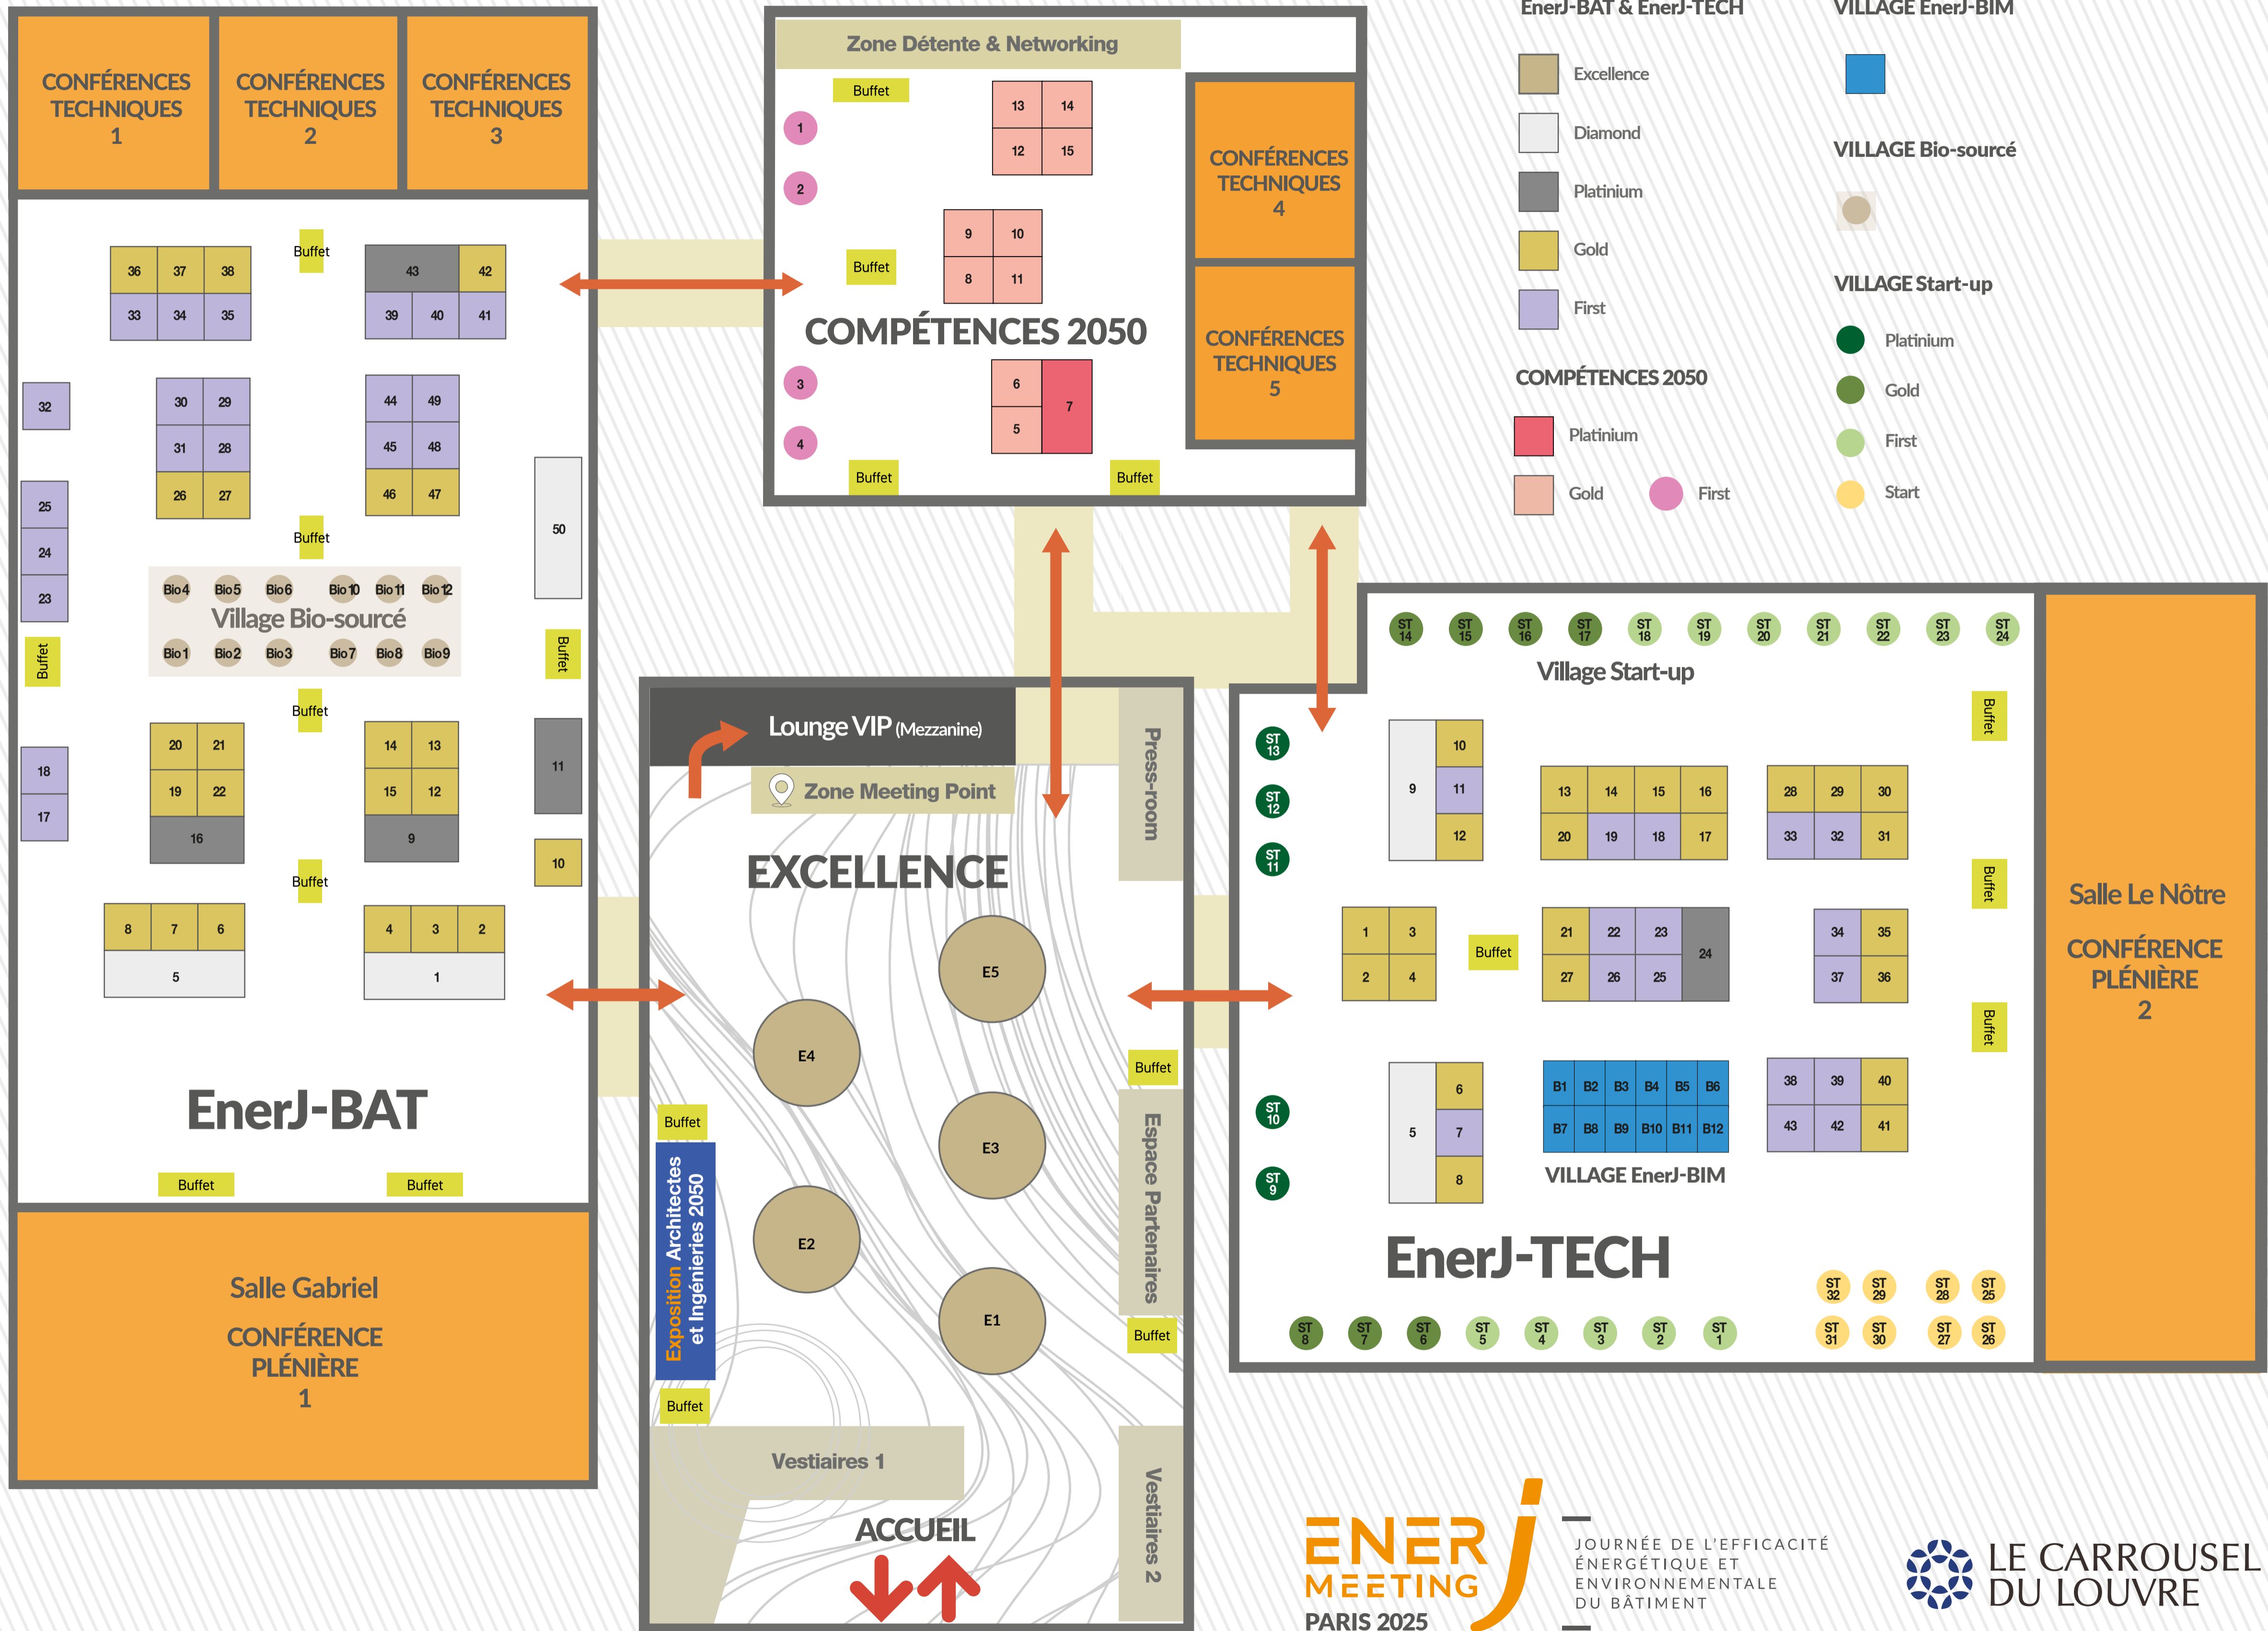 CONFÉRENCES
TECHNIQUES
1
CONFÉRENCES
TECHNIQUES
2
CONFÉRENCES
TECHNIQUES
3
Buffet
36 37 38
33 34 35
43 42
39 40 41
32
30 29
31 28
26 27
44 49
45 48
46 47
25
24
23
50
Buffet
Bio4 Bio5 Bio6 Bio10 Bio11 Bio12
Village Bio-sourcé
Bio1 Bio2 Bio3 Bio7 Bio8 Bio9
Buffet
Buffet
Buffet
18
17
20 21
19 22
16
14 13
15 12
9
11
10
Buffet
8 7 6
5
4 3 2
1
EnerJ-BAT
Buffet
Buffet
Salle Gabriel
CONFÉRENCE
PLÉNIÈRE
1
Zone Détente & Networking
Buffet
1
2
13 14
12 15
9 10
8 11
Buffet
COMPÉTENCES 2050
3
4
6
5
7
Buffet
Buffet
CONFÉRENCES
TECHNIQUES
4
CONFÉRENCES
TECHNIQUES
5
EnerJ-BAT & EnerJ-TECH
Excellence
Diamond
Platinium
Gold
First
COMPÉTENCES 2050
Platinium
Gold
First
VILLAGE EnerJ-BIM
VILLAGE Bio-sourcé
VILLAGE Start-up
Platinium
Gold
First
Start
Lounge VIP (Mezzanine)
Zone Meeting Point
Press-room
EXCELLENCE
E5
E4
E3
E2
E1
Buffet
Exposition Architectes
et Ingénieries 2050
Buffet
Buffet
Espace Partenaires
Buffet
Vestiaires 1
Vestiaires 2
ACCUEIL
ST
14
ST
15
ST
16
ST
17
ST
18
ST
19
ST
20
ST
21
ST
22
ST
23
ST
24
Village Start-up
ST
13
ST
12
ST
11
ST
10
ST
9
9
10
11
12
13 14 15 16
20 19 18 17
28 29 30
33 32 31
Buffet
Buffet
Buffet
1 3
2 4
Buffet
21 22 23
27 26 25
24
34 35
37 36
5
6
7
8
B1 B2 B3 B4 B5 B6
B7 B8 B9 B10 B11 B12
VILLAGE EnerJ-BIM
38 39 40
43 42 41
EnerJ-TECH
ST
32
ST
29
ST
28
ST
25
ST
31
ST
30
ST
27
ST
26
ST
8
ST
7
ST
6
ST
5
ST
4
ST
3
ST
2
ST
1
Salle Le Nôtre
CONFÉRENCE
PLÉNIÈRE
2
ENERJ
MEETING
PARIS 2025
JOURNÉE DE L'EFFICACITÉ
ÉNERGÉTIQUE ET
ENVIRONNEMENTALE
DU BÂTIMENT
LE CARROUSEL
DU LOUVRE